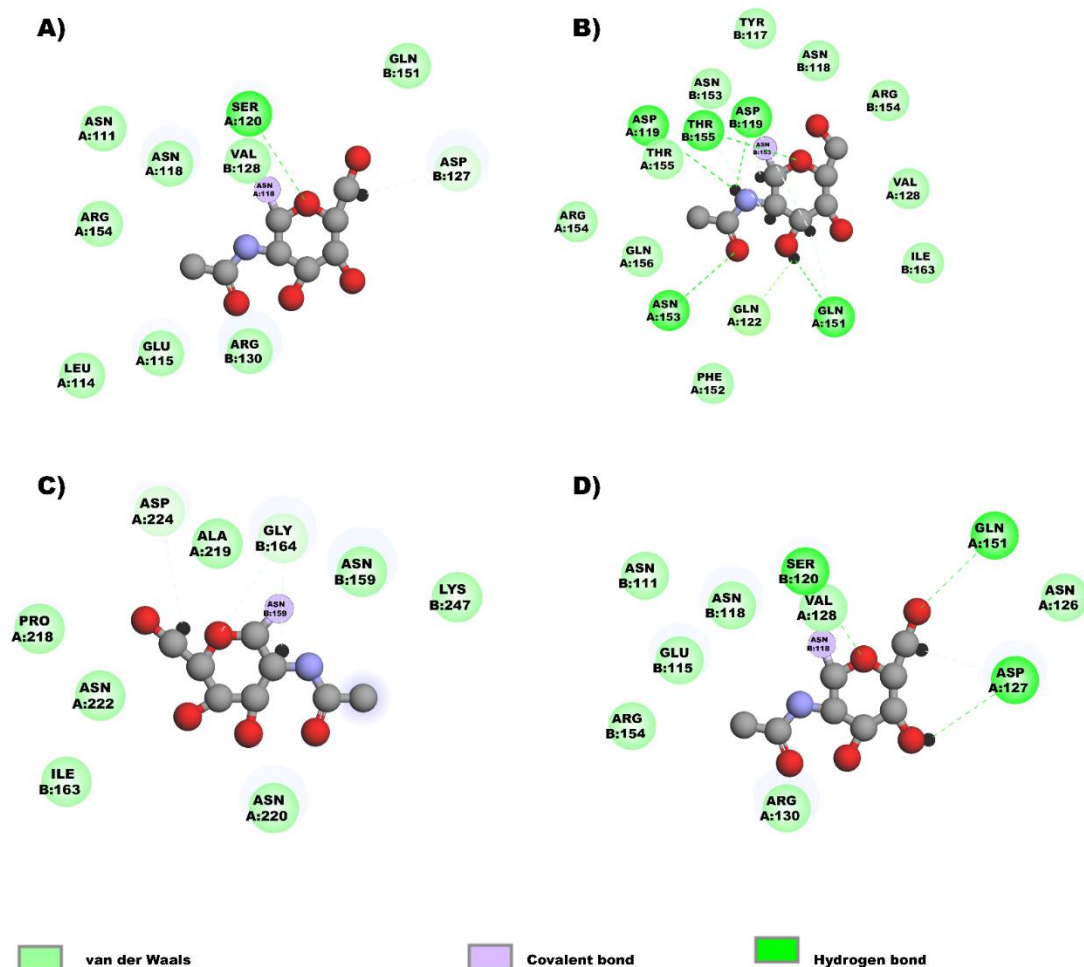 A)
GLN
B:151
SER
A:120
ASN
A:111
ASN
A:118
VAL
B:128
ASP
B:127
ASN
A:118
ARG
A:154
GLU
A:115
ARG
B:130
LEU
A:114
B)
TYR
B:117
ASN
B:118
ASN
B:153
ARG
B:154
ASP
A:119
THR
B:155
ASP
B:119
ASN
B:153
THR
A:155
VAL
A:128
ARG
A:154
GLN
A:156
ILE
B:163
ASN
A:153
GLN
A:122
GLN
A:151
PHE
A:152
C)
ASP
A:224
ALA
A:219
GLY
B:164
ASN
B:159
LYS
B:247
ASN
B:159
PRO
A:218
ASN
A:222
ILE
B:163
ASN
A:220
D)
GLN
A:151
SER
B:120
ASN
B:111
ASN
B:118
VAL
A:128
ASN
A:126
ASN
B:118
GLU
B:115
ASP
A:127
ARG
B:154
ARG
A:130
van der Waals
Covalent bond
Hydrogen bond